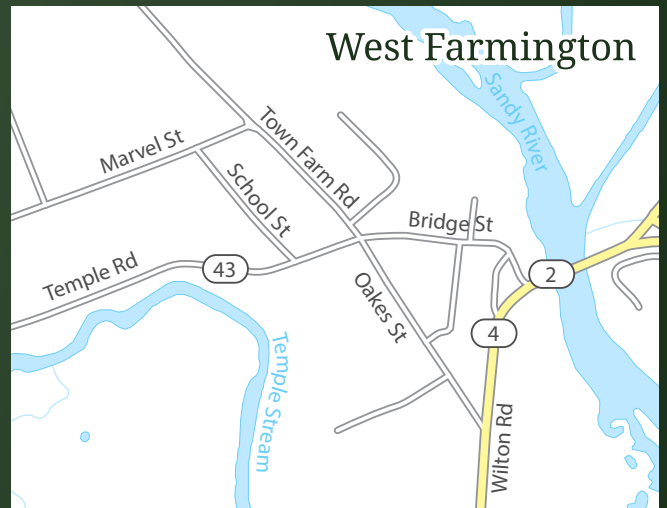 West Farmington
Sandy River
Town Farm Rd
Marvel St
School St
Bridge St
Temple Rd
43
2
Oakes St
4
Temple Stream
Wilton Rd